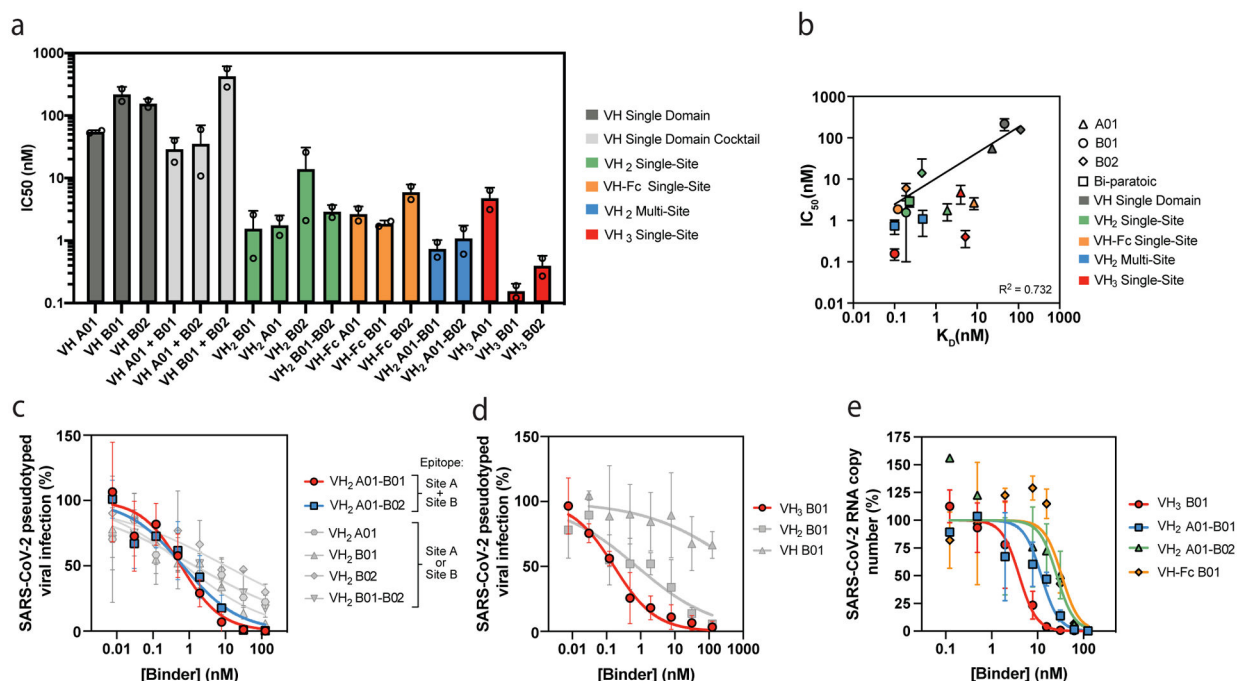 a
IC50 (nM)
1000
100
10
1
0.1
VH A01
VH B01
VH B02
VH A01 + B01
VH A01 + B02
VH B01 + B02
VH₂ B01
VH₂ A01
VH₂ B02
VH₂ B01-B02
VH-Fc A01
VH-Fc B01
VH-Fc B02
VH₂ A01-B01
VH₂ A01-B02
VH₃ A01
VH₃ B01
VH₃ B02
VH Single Domain
VH Single Domain Cocktail
VH ₂ Single-Site
VH-Fc Single-Site
VH ₂ Multi-Site
VH ₃ Single-Site
b
IC₅₀ (nM)
1000
100
10
1
0.1
0.01
0.01
0.1
1
10
100
1000
K_D(nM)
R² = 0.732
A01
B01
B02
Bi-paratoic
VH Single Domain
VH₂ Single-Site
VH-Fc Single-Site
VH₂ Multi-Site
VH₃ Single-Site
c
SARS-CoV-2 pseudotyped
viral infection (%)
150
100
50
0
0.01
0.1
1
10
100
[Binder] (nM)
Epitope:
VH₂ A01-B01
VH₂ A01-B02
Site A
+
Site B
VH₂ A01
VH₂ B01
VH₂ B02
VH₂ B01-B02
Site A
or
Site B
d
SARS-CoV-2 pseudotyped
viral infection (%)
150
100
50
0
0.01
0.1
1
10
100
1000
[Binder] (nM)
VH₃ B01
VH₂ B01
VH B01
e
SARS-CoV-2 RNA copy
number (%)
175
150
125
100
75
50
25
0
0.1
1
10
100
[Binder] (nM)
VH₃ B01
VH₂ A01-B01
VH₂ A01-B02
VH-Fc B01